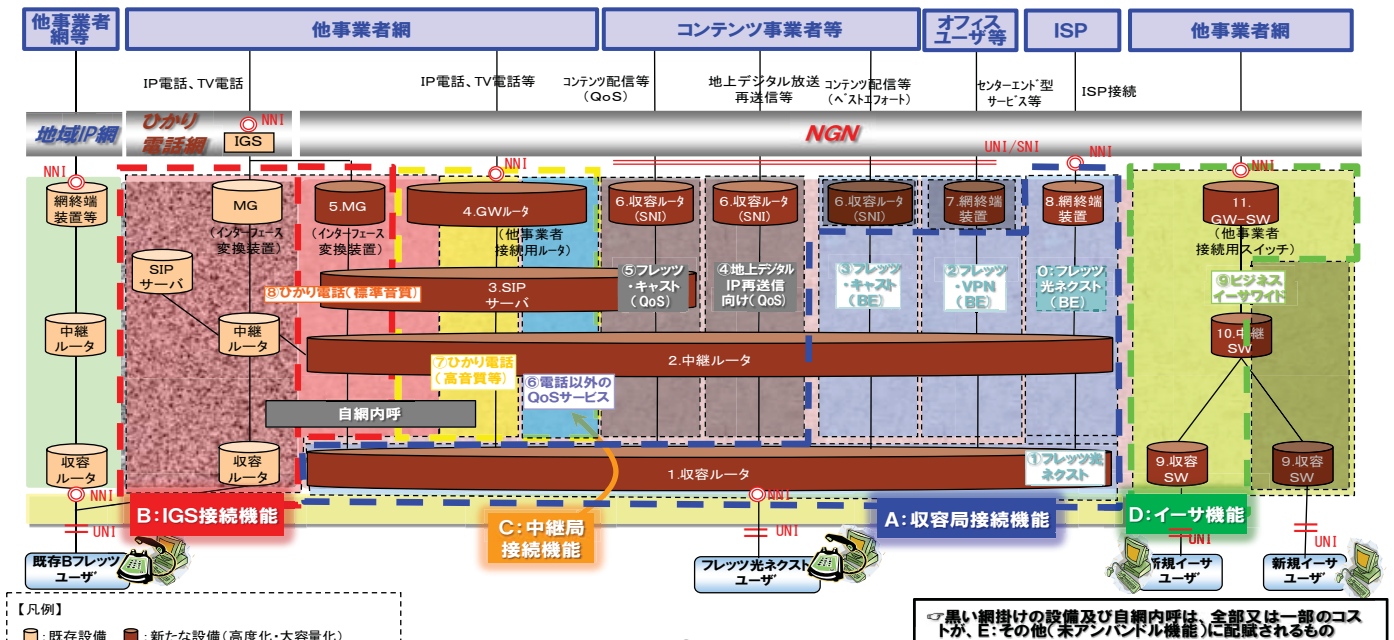 他事業者
網等
他事業者網
コンテンツ事業者等
オフィス
ユーザ等
ISP
他事業者網
IP電話、TV電話
IP電話、TV電話等
コンテンツ配信等
(QoS)
地上デジタル放送
再送信等
コンテンツ配信等
(ベストエフォート)
センターエンド型
サービス等
ISP接続
地域IP網
ひかり
電話網
NNI
IGS
NGN
UNI/SNI
NNI
NNI
NNI
NNI
網終端
装置等
MG
(インターフェース
変換装置)
5.MG
(インターフェース
変換装置)
4.GWルータ
(他事業者
接続用ルータ)
6.収容ルータ
(SNI)
6.収容ルータ
(SNI)
6.収容ルータ
(SNI)
7.網終端
装置
8.網終端
装置
11.
GW-SW
(他事業者
接続用スイッチ)
SIP
サーバ
⑧ひかり電話(標準音質)
3.SIP
サーバ
⑤フレッツ
・キャスト
(QoS)
④地上デジタル
IP再送信
向け(QoS)
③フレッツ
・キャスト
(BE)
②フレッツ
・VPN
(BE)
0:フレッツ
光ネクスト
(BE)
⑨ビジネス
イーサワイド
中継
ルータ
中継
ルータ
2.中継ルータ
10.中継
SW
⑦ひかり電話
(高音質等)
⑥電話以外の
QoSサービス
自網内呼
収容
ルータ
収容
ルータ
1.収容ルータ
①フレッツ光
ネクスト
9.収容
SW
9.収容
SW
NNI
NNI
B:IGS接続機能
C:中継局
接続機能
A:収容局接続機能
D:イーサ機能
UNI
UNI
UNI
UNI
既存Bフレッツ
ユーザ
フレッツ光ネクスト
ユーザ
新規イーサ
ユーザ
新規イーサ
ユーザ
【凡例】
:既存設備 :新たな設備(高度化・大容量化)
☞黒い網掛けの設備及び自網内呼は、全部又は一部のコス
トが、E:その他(未アンバンドル機能)に配賦されるもの